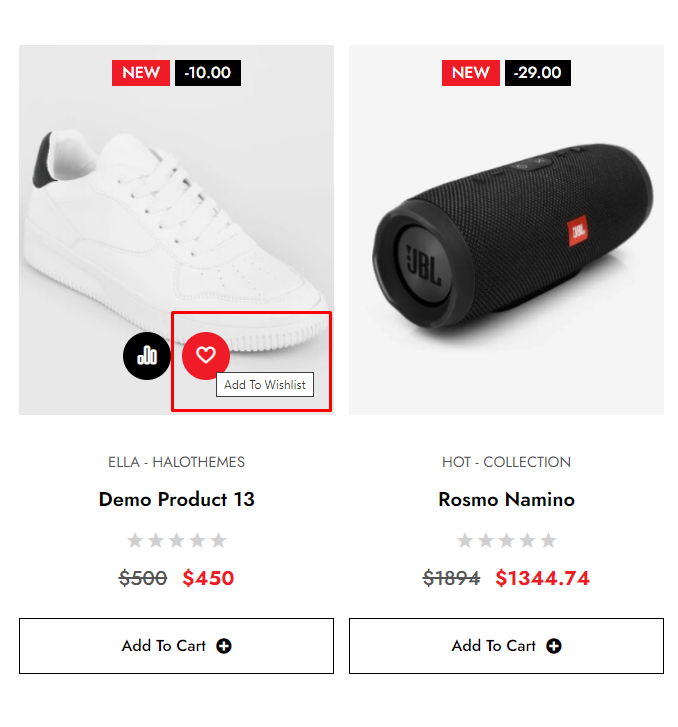 NEW -10.00
Add To Wishlist
ELLA - HALOTHEMES
Demo Product 13
$500 $450
Add To Cart
NEW -29.00
JBL
JBL
HOT - COLLECTION
Rosmo Namino
$1894 $1344.74
Add To Cart